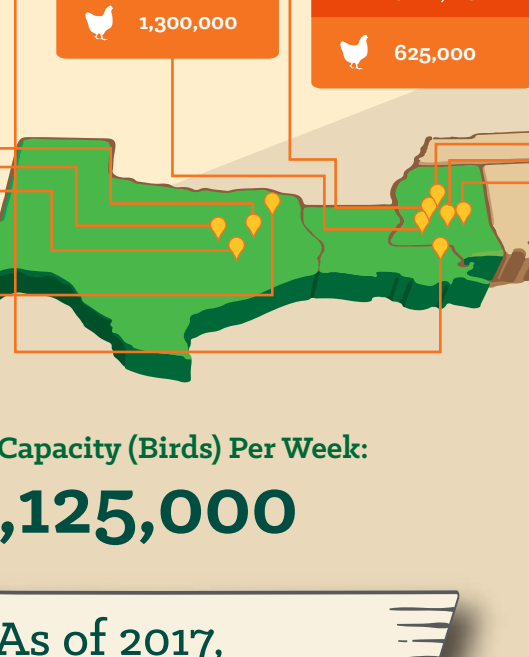 1,300,000
625,000
Capacity (Birds) Per Week:
,125,000
As of 2017,